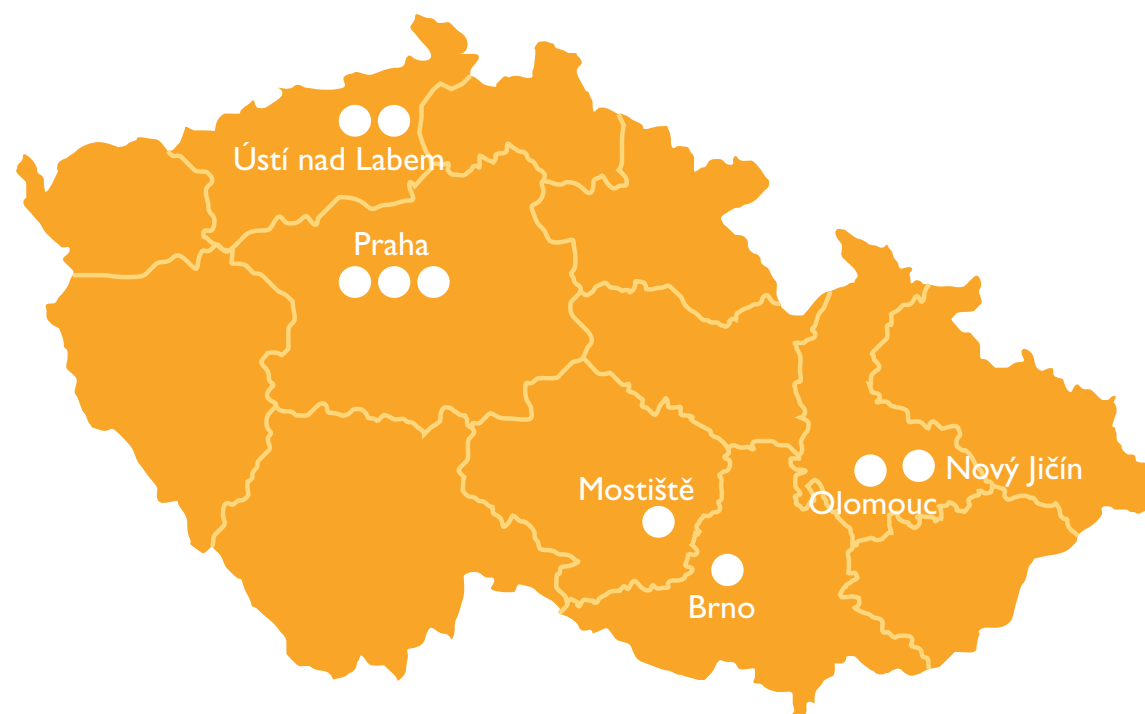 Ústí nad Labem
Praha
Nový Jičín
Mostiště
Olomouc
Brno